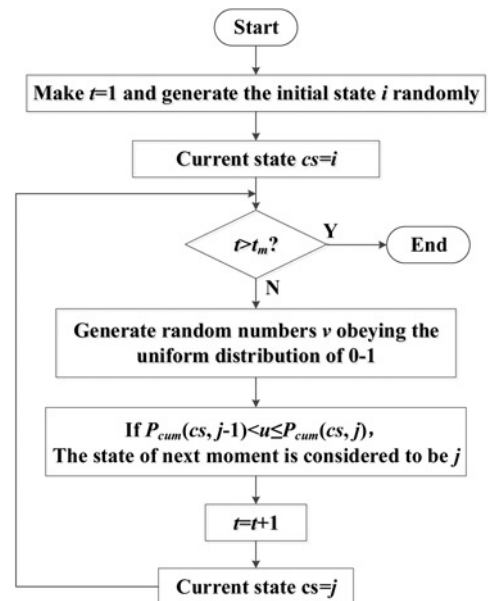 Start
Make t=1 and generate the initial state i randomly
Current state cs=i
t>tₘ?
Y
End
N
Generate random numbers v obeying the
uniform distribution of 0-1
If P_cum(cs, j-1)<u≤P_cum(cs, j),
The state of next moment is considered to be j
t=t+1
Current state cs=j